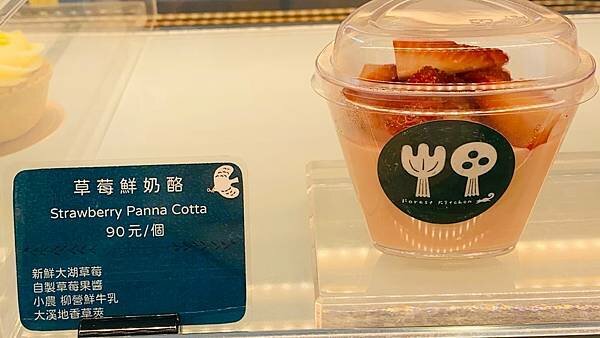 草莓鮮奶酪
Strawberry Panna Cotta
90元/個
新鮮大湖草莓
自製草莓果醬
小農 柳營鮮牛乳
大溪地香草莢
Forest Kitchen